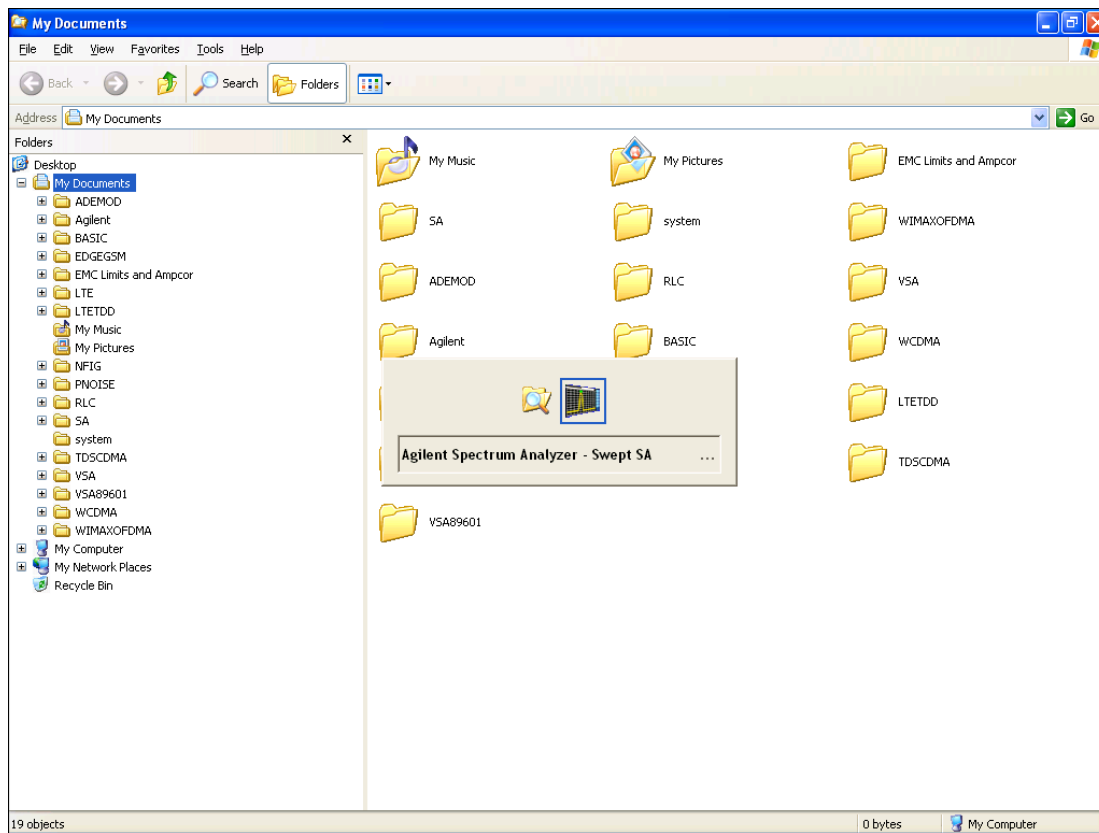 My Documents
File Edit View Favorites Tools Help
Back Search Folders
Address My Documents Go
Folders
Desktop
My Documents
ADEMOD
Agilent
BASIC
EDGEGSM
EMC Limits and Ampcor
LTE
LTETDD
My Music
My Pictures
NFIG
PNOISE
RLC
SA
system
TDSCDMA
VSA
VSA89601
WCDMA
WIMAXOFDMA
My Computer
My Network Places
Recycle Bin
My Music My Pictures EMC Limits and Ampcor
SA system WIMAXOFDMA
ADEMOD RLC VSA
Agilent BASIC WCDMA
LTETDD
Agilent Spectrum Analyzer - Swept SA ...
TDSCDMA
VSA89601
19 objects 0 bytes My Computer